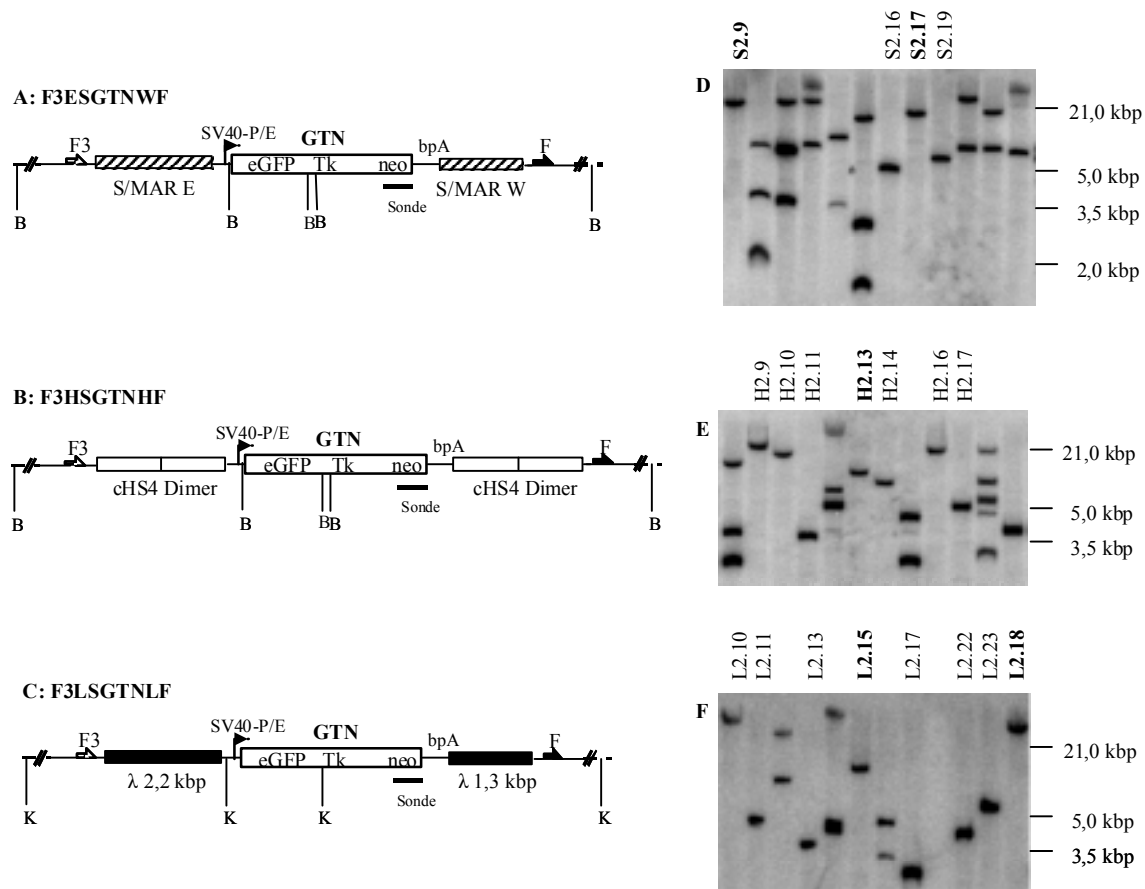 A: F3ESGTNWF
F3
SV40-P/E
GTN
bpA
F
eGFP Tk neo
S/MAR E
S/MAR W
Sonde
B
B
B
B
B
B: F3HSGTNHF
F3
SV40-P/E
GTN
bpA
F
eGFP Tk neo
cHS4 Dimer
cHS4 Dimer
Sonde
B
B
B
B
B
C: F3LSGTNLF
F3
SV40-P/E
GTN
bpA
F
eGFP Tk neo
λ 2,2 kbp
λ 1,3 kbp
Sonde
K
K
K
K
D
S2.9
S2.16
S2.17
S2.19
21,0 kbp
5,0 kbp
3,5 kbp
2,0 kbp
E
H2.9
H2.10
H2.11
H2.13
H2.14
H2.16
H2.17
21,0 kbp
5,0 kbp
3,5 kbp
F
L2.10
L2.11
L2.13
L2.15
L2.17
L2.22
L2.23
L2.18
21,0 kbp
5,0 kbp
3,5 kbp